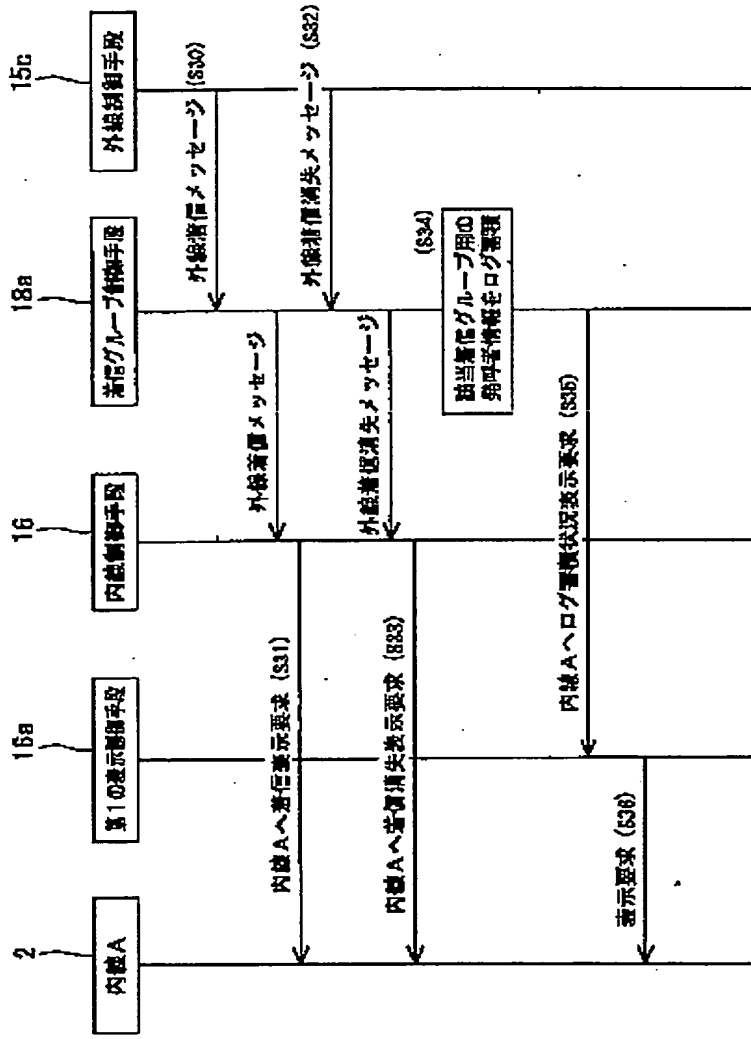 2
16a
16
18a
15c
内線A
第1の表示制御手段
内線制御手段
着信グループ制御手段
外線制御手段
外線着信メッセージ (S30)
外線着信メッセージ
内線Aへ着信表示要求 (S31)
外線着信消失メッセージ (S32)
外線着信消失メッセージ
内線Aへ着信消失表示要求 (S33)
(S34)
該当着信グループ用の
発呼者情報をログ蓄積
内線Aへログ蓄積状況表示要求 (S35)
表示要求 (S36)